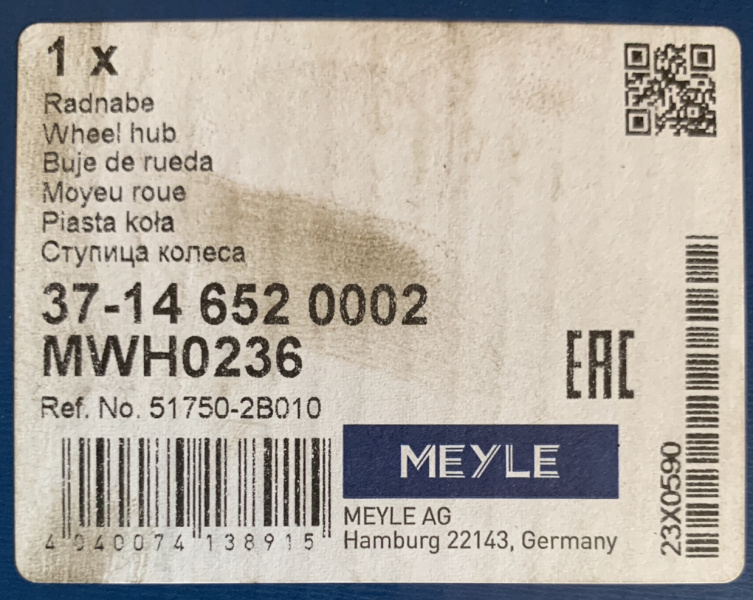 1 x
Radnabe
Wheel hub
Buje de rueda
Moyeu roue
Piasta koła
Ступица колеса
37-14 652 0002
MWH0236
Ref. No. 51750-2B010
EAC
MEYLE
MEYLE AG
Hamburg 22143, Germany
4 040074 138915
23X0590